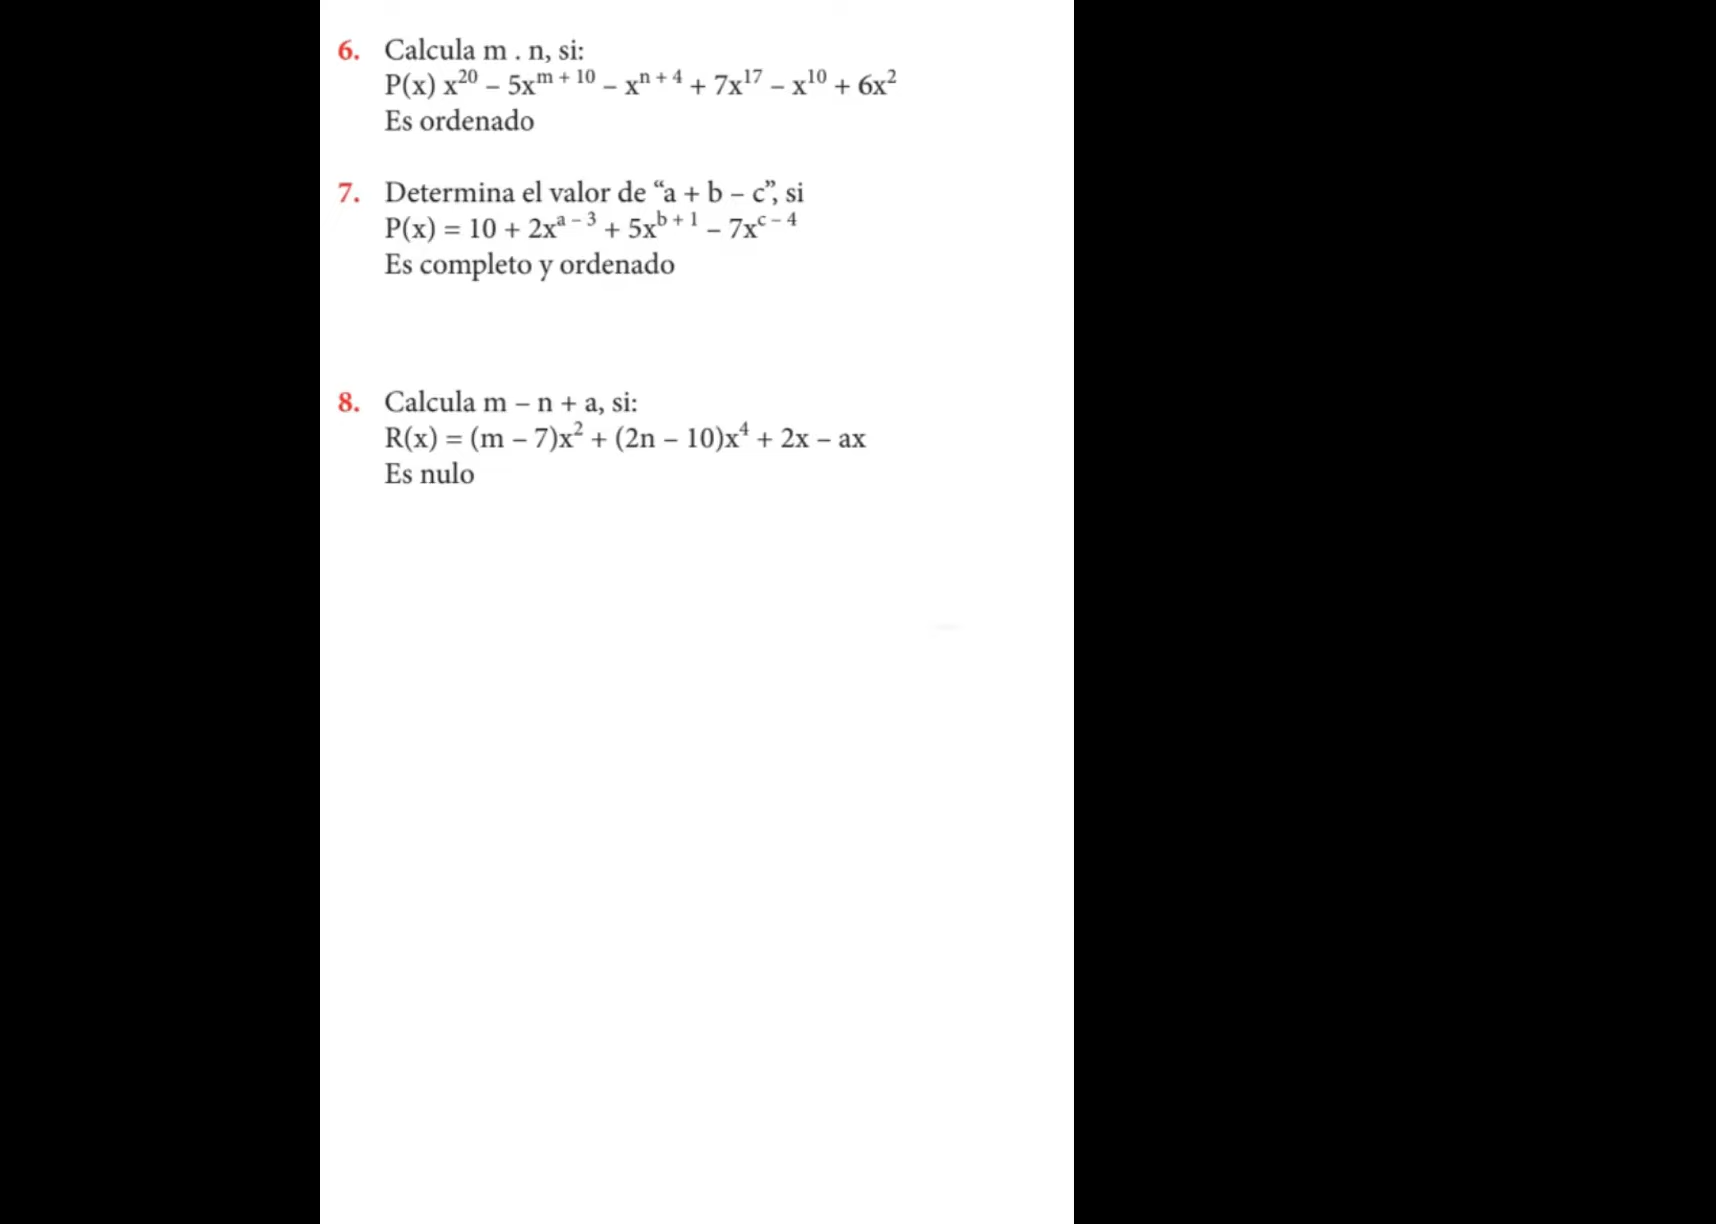 6. Calcula m . n, si:
P(x) x²⁰ – 5xᵐ ⁺ ¹⁰ – xⁿ ⁺ ⁴ + 7x¹⁷ – x¹⁰ + 6x²
Es ordenado
7. Determina el valor de “a + b – c”, si
P(x) = 10 + 2xᵃ ⁻ ³ + 5xᵇ ⁺ ¹ – 7xᶜ ⁻ ⁴
Es completo y ordenado
8. Calcula m – n + a, si:
R(x) = (m – 7)x² + (2n – 10)x⁴ + 2x – ax
Es nulo